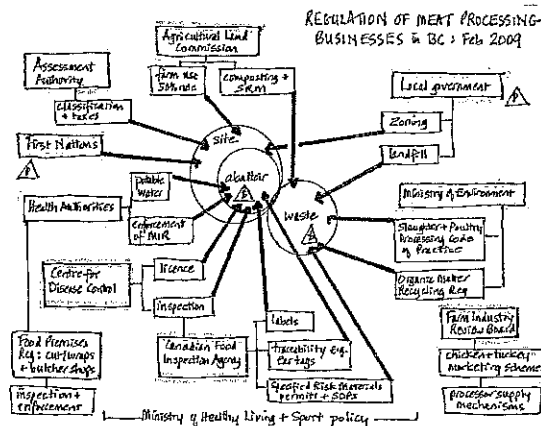 REGULATION OF MEAT PROCESSING
BUSINESSES in BC : Feb 2009
Agricultural Land
Commission
farm use
composting +
SRM
Assessment
Authority
classification
+ taxes
Local government
Zoning
landfill
First Nations
site
abattoir
waste
Potable
Water
Health Authorities
enforcement
of MIR
Ministry of Environment
Slaughter + Poultry
Processing Code
of Practice
Organic Matter
Recycling Reg
Centre for
Disease Control
licence
inspection
Canadian Food
Inspection Agency
labels
traceability eg.
ear tags
Specified Risk Materials
permits + SOPs
Food Premises
Reg : cut/wraps
+ butcher shops
inspection +
enforcement
Farm Industry
Review Board
chicken + turkey
Marketing Scheme
processor supply
mechanisms
Ministry of Healthy Living + Sport policy